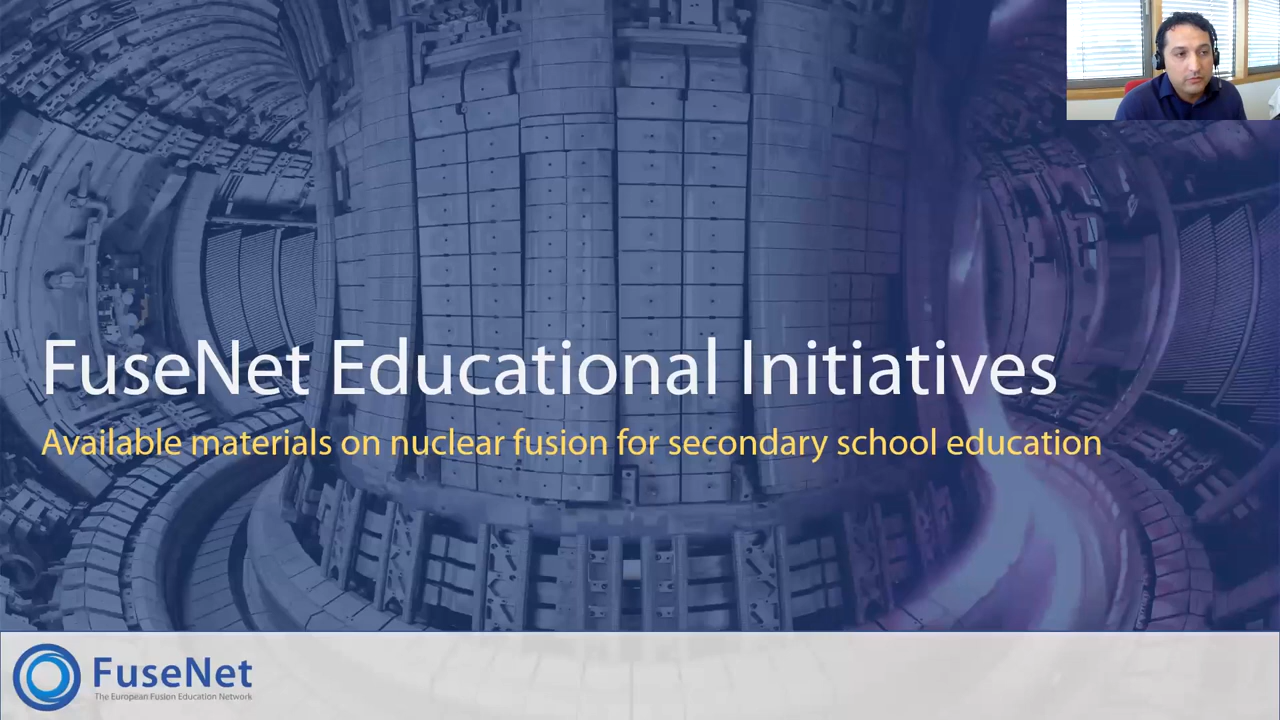 FuseNet Educational Initiatives
Available materials on nuclear fusion for secondary school education
FuseNet
The European Fusion Education Network